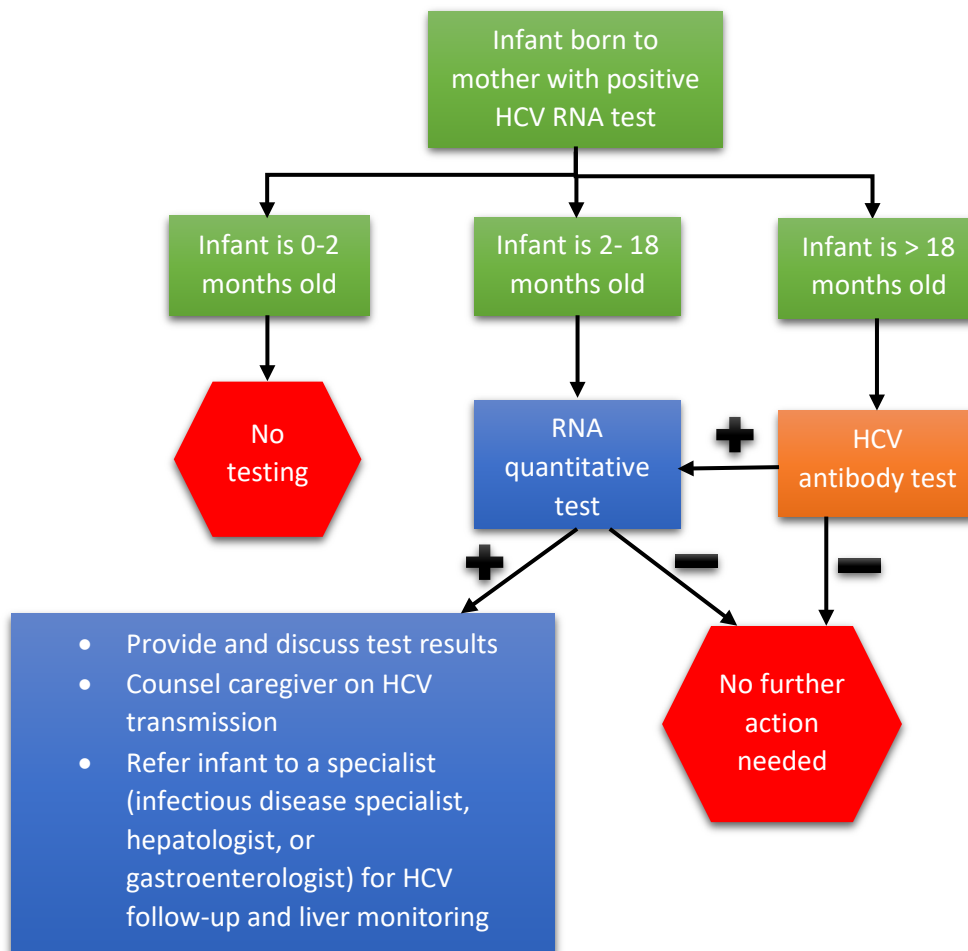 Infant born to
mother with positive
HCV RNA test
Infant is 0-2
months old
Infant is 2- 18
months old
Infant is > 18
months old
No
testing
RNA
quantitative
test
HCV
antibody test
+
+
−
−
• Provide and discuss test results
• Counsel caregiver on HCV
transmission
• Refer infant to a specialist
(infectious disease specialist,
hepatologist, or
gastroenterologist) for HCV
follow-up and liver monitoring
No further
action
needed